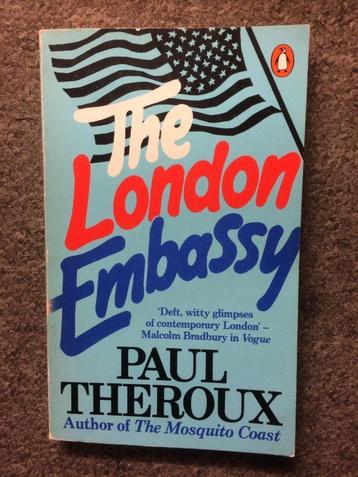 The
London
Embassy
'Deft, witty glimpses
of contemporary London' –
Malcolm Bradbury in Vogue
PAUL
THEROUX
Author of The Mosquito Coast